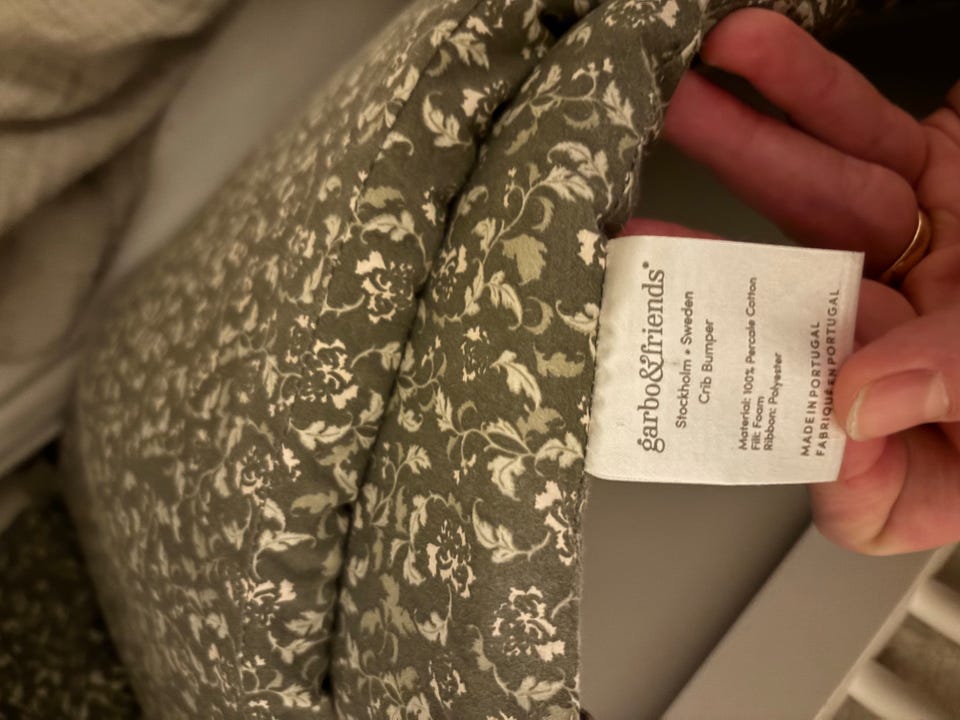 garbo&friends®
Stockholm • Sweden
Crib Bumper
Material: 100% Percale Cotton
Fill: Foam
Ribbon: Polyester
MADE IN PORTUGAL
FABRIQUÉ EN PORTUGAL